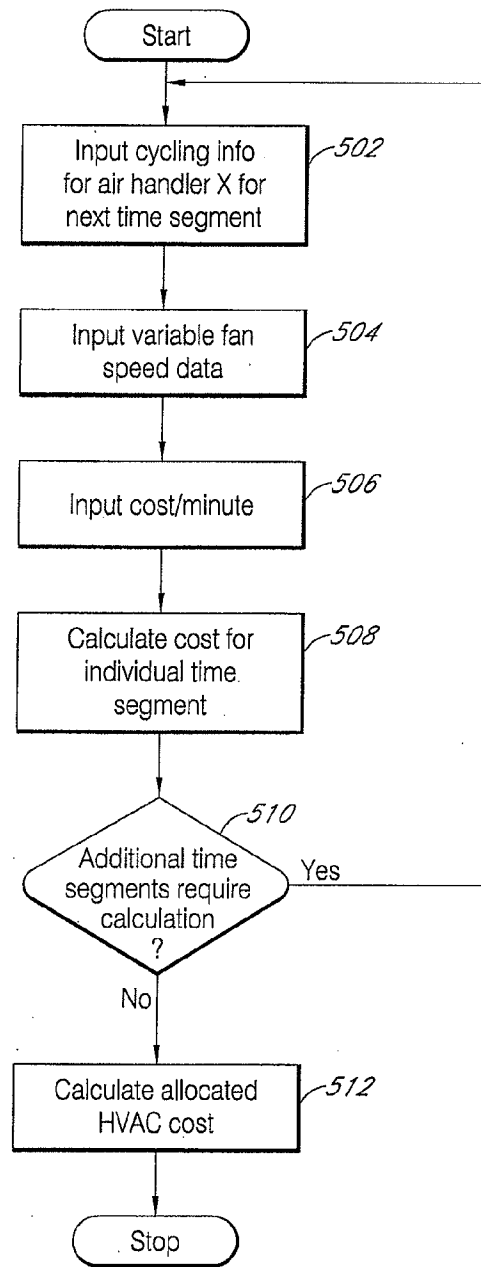 Start
Input cycling info
for air handler X for
next time segment
502
Input variable fan
speed data
504
Input cost/minute
506
Calculate cost for
individual time
segment
508
510
Additional time
segments require
calculation
?
Yes
No
Calculate allocated
HVAC cost
512
Stop